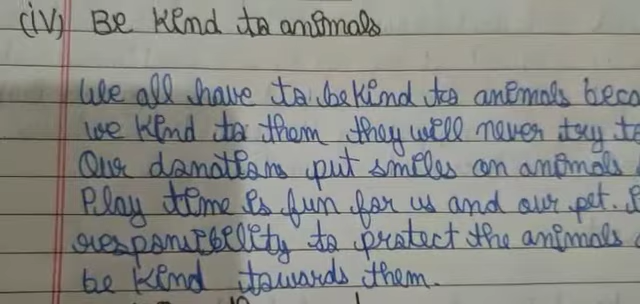 (iv) Be kind to animals
We all have to be kind to animals beca
we kind to them they will never try to
Our donations put smiles on animals
Play time is fun for us and our pet.
responsibility to protect the animals
be kind towards them.